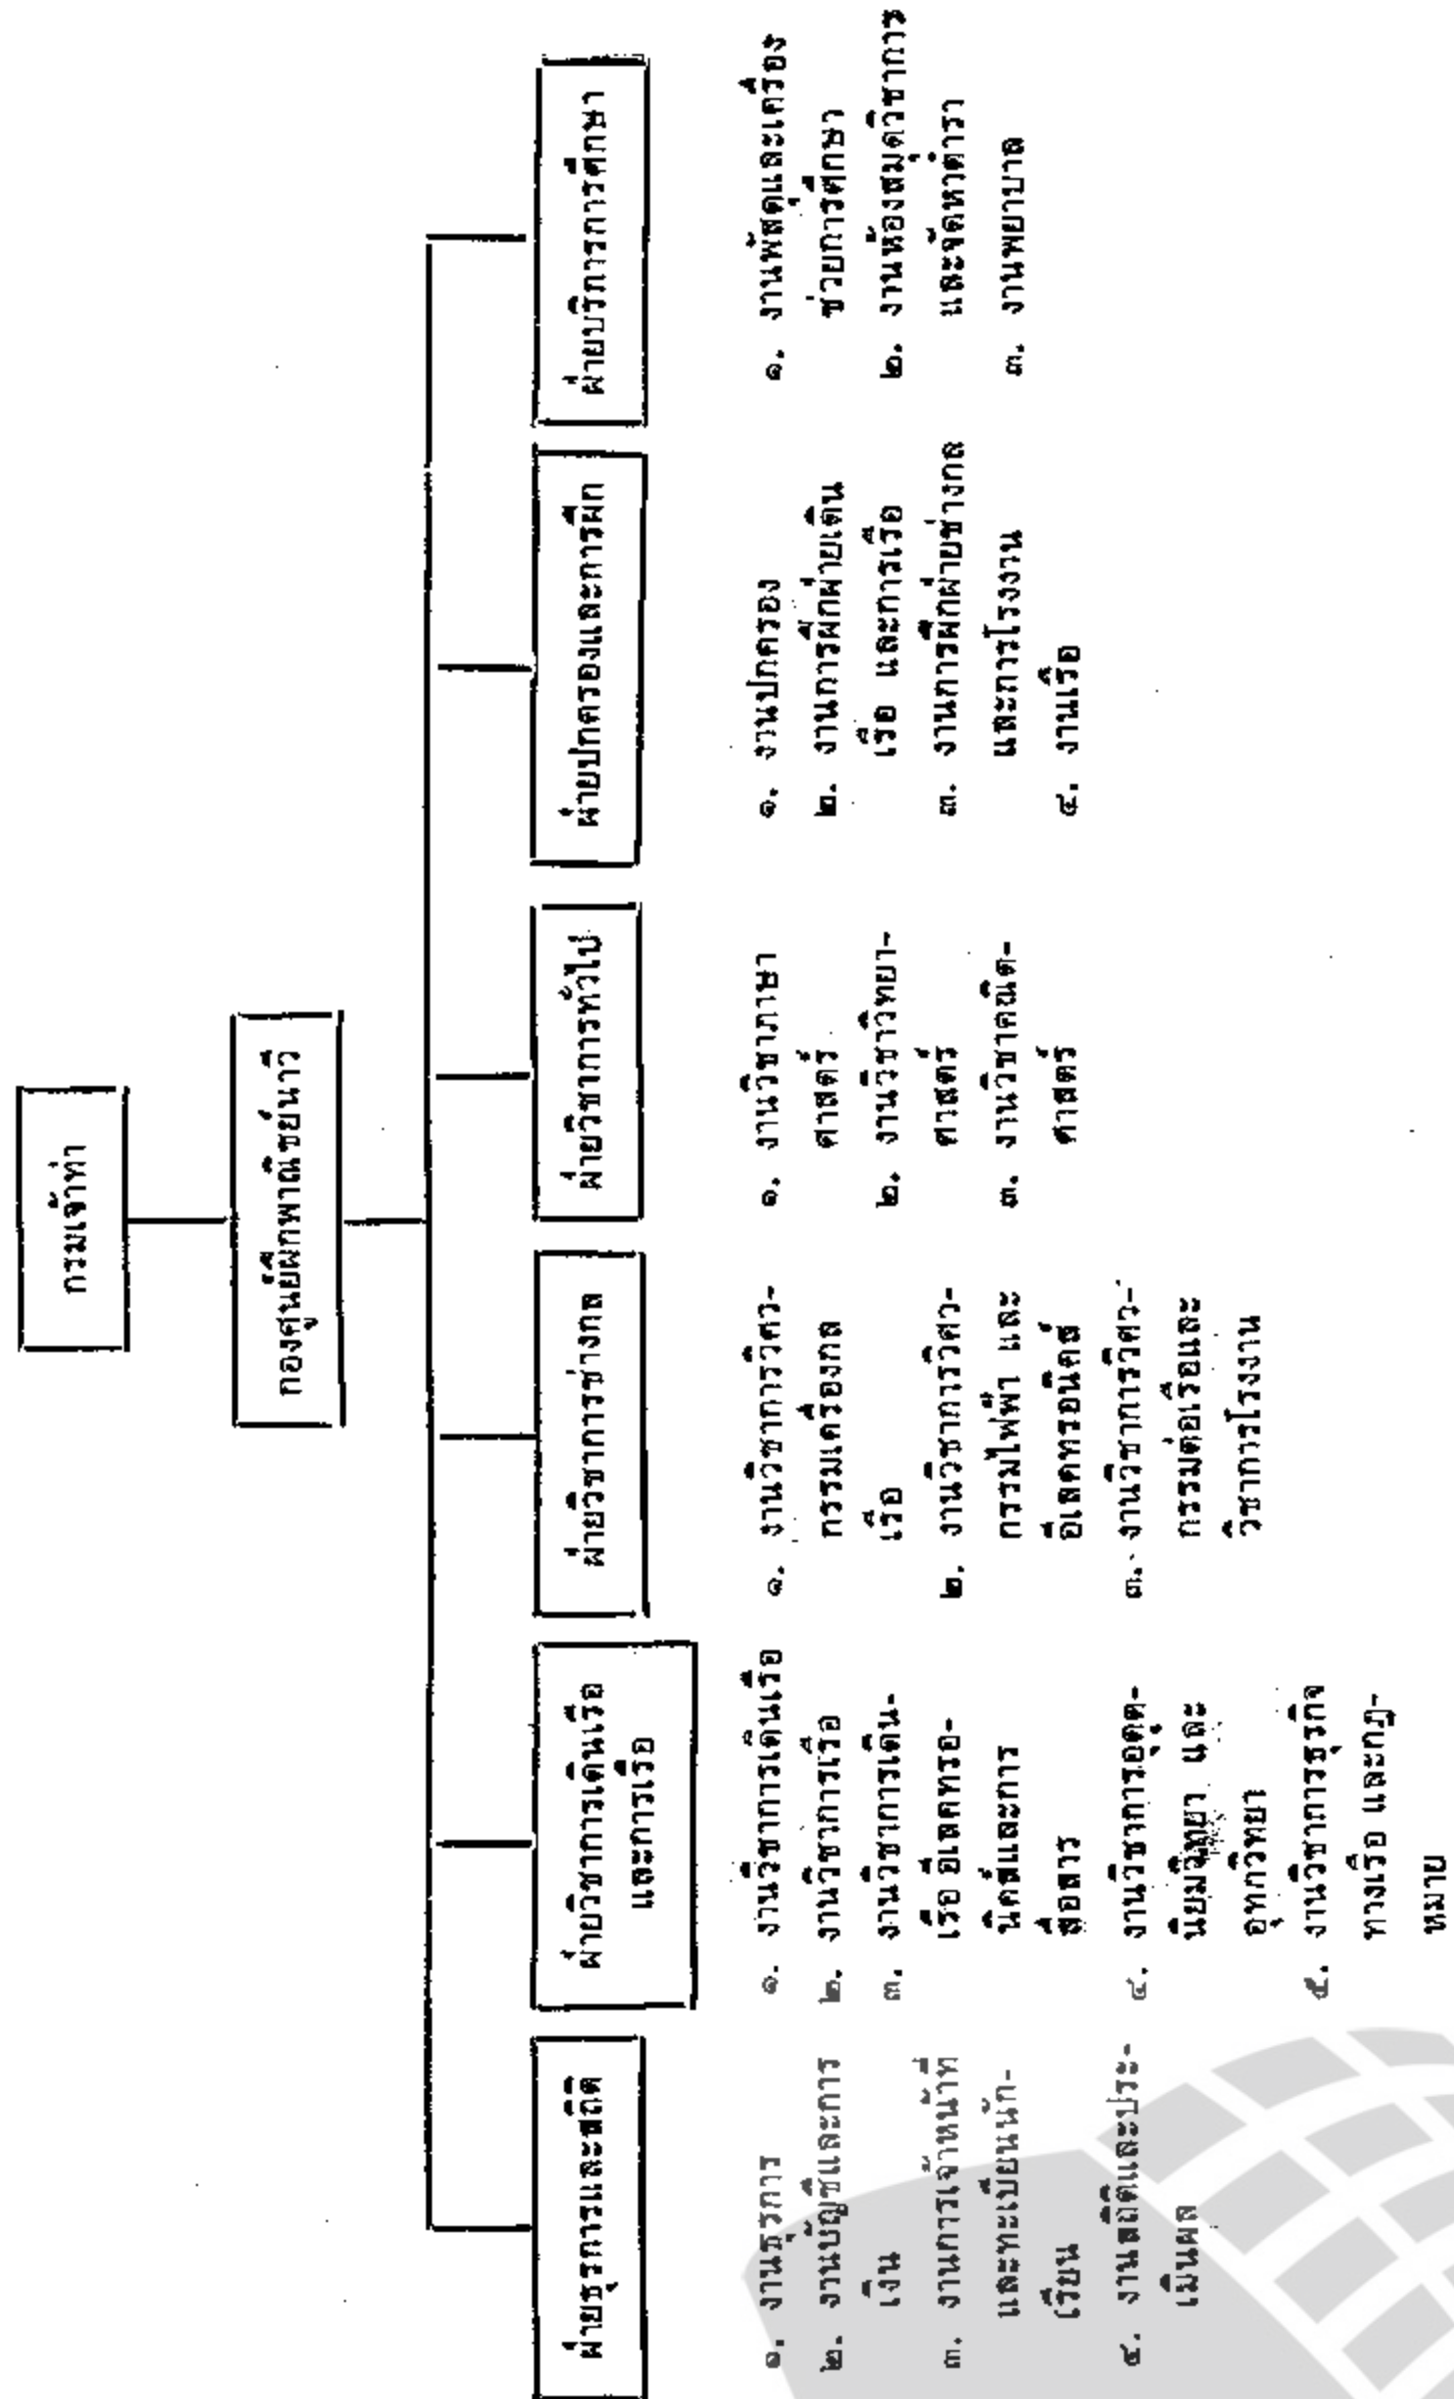 กรมเจ้าท่า
กองศูนย์ฝึกพาณิชย์นาวี
ฝ่ายธุรการและสถิติ
๑. งานธุรการ
๒. งานบัญชีและการ
เงิน
๓. งานการเจ้าหน้าที่
และทะเบียนนัก-
เรียน
๔. งานสถิติและประ-
เมินผล
ฝ่ายวิชาการเดินเรือ
และการเรือ
๑. งานวิชาการเดินเรือ
๒. งานวิชาการเรือ
๓. งานวิชาการเดิน-
เรือ อีเลคทรอ-
นิคส์และการ
สื่อสาร
๔. งานวิชาการอุตุ-
นิยมวิทยา และ
อุทกวิทยา
๕. งานวิชาการธุรกิจ
ทางเรือ และกฎ-
หมาย
ฝ่ายวิชาการช่างกล
๑. งานวิชาการวิศว-
กรรมเครื่องกล
เรือ
๒. งานวิชาการวิศว-
กรรมไฟฟ้า และ
อีเลคทรอนิคส์
๓. งานวิชาการวิศว-
กรรมต่อเรือและ
วิชาการโรงงาน
ฝ่ายวิชาการทั่วไป
๑. งานวิชาภาษา
ศาสตร์
๒. งานวิชาวิทยา-
ศาสตร์
๓. งานวิชาคณิต-
ศาสตร์
ฝ่ายปกครองและการฝึก
๑. งานปกครอง
๒. งานการฝึกฝ่ายเดิน
เรือ และการเรือ
๓. งานการฝึกฝ่ายช่างกล
และการโรงงาน
๔. งานเรือ
ฝ่ายบริการการศึกษา
๑. งานพัสดุและเครื่อง
ช่วยการศึกษา
๒. งานห้องสมุดวิชาการ
และจัดหาตำรา
๓. งานพยาบาล